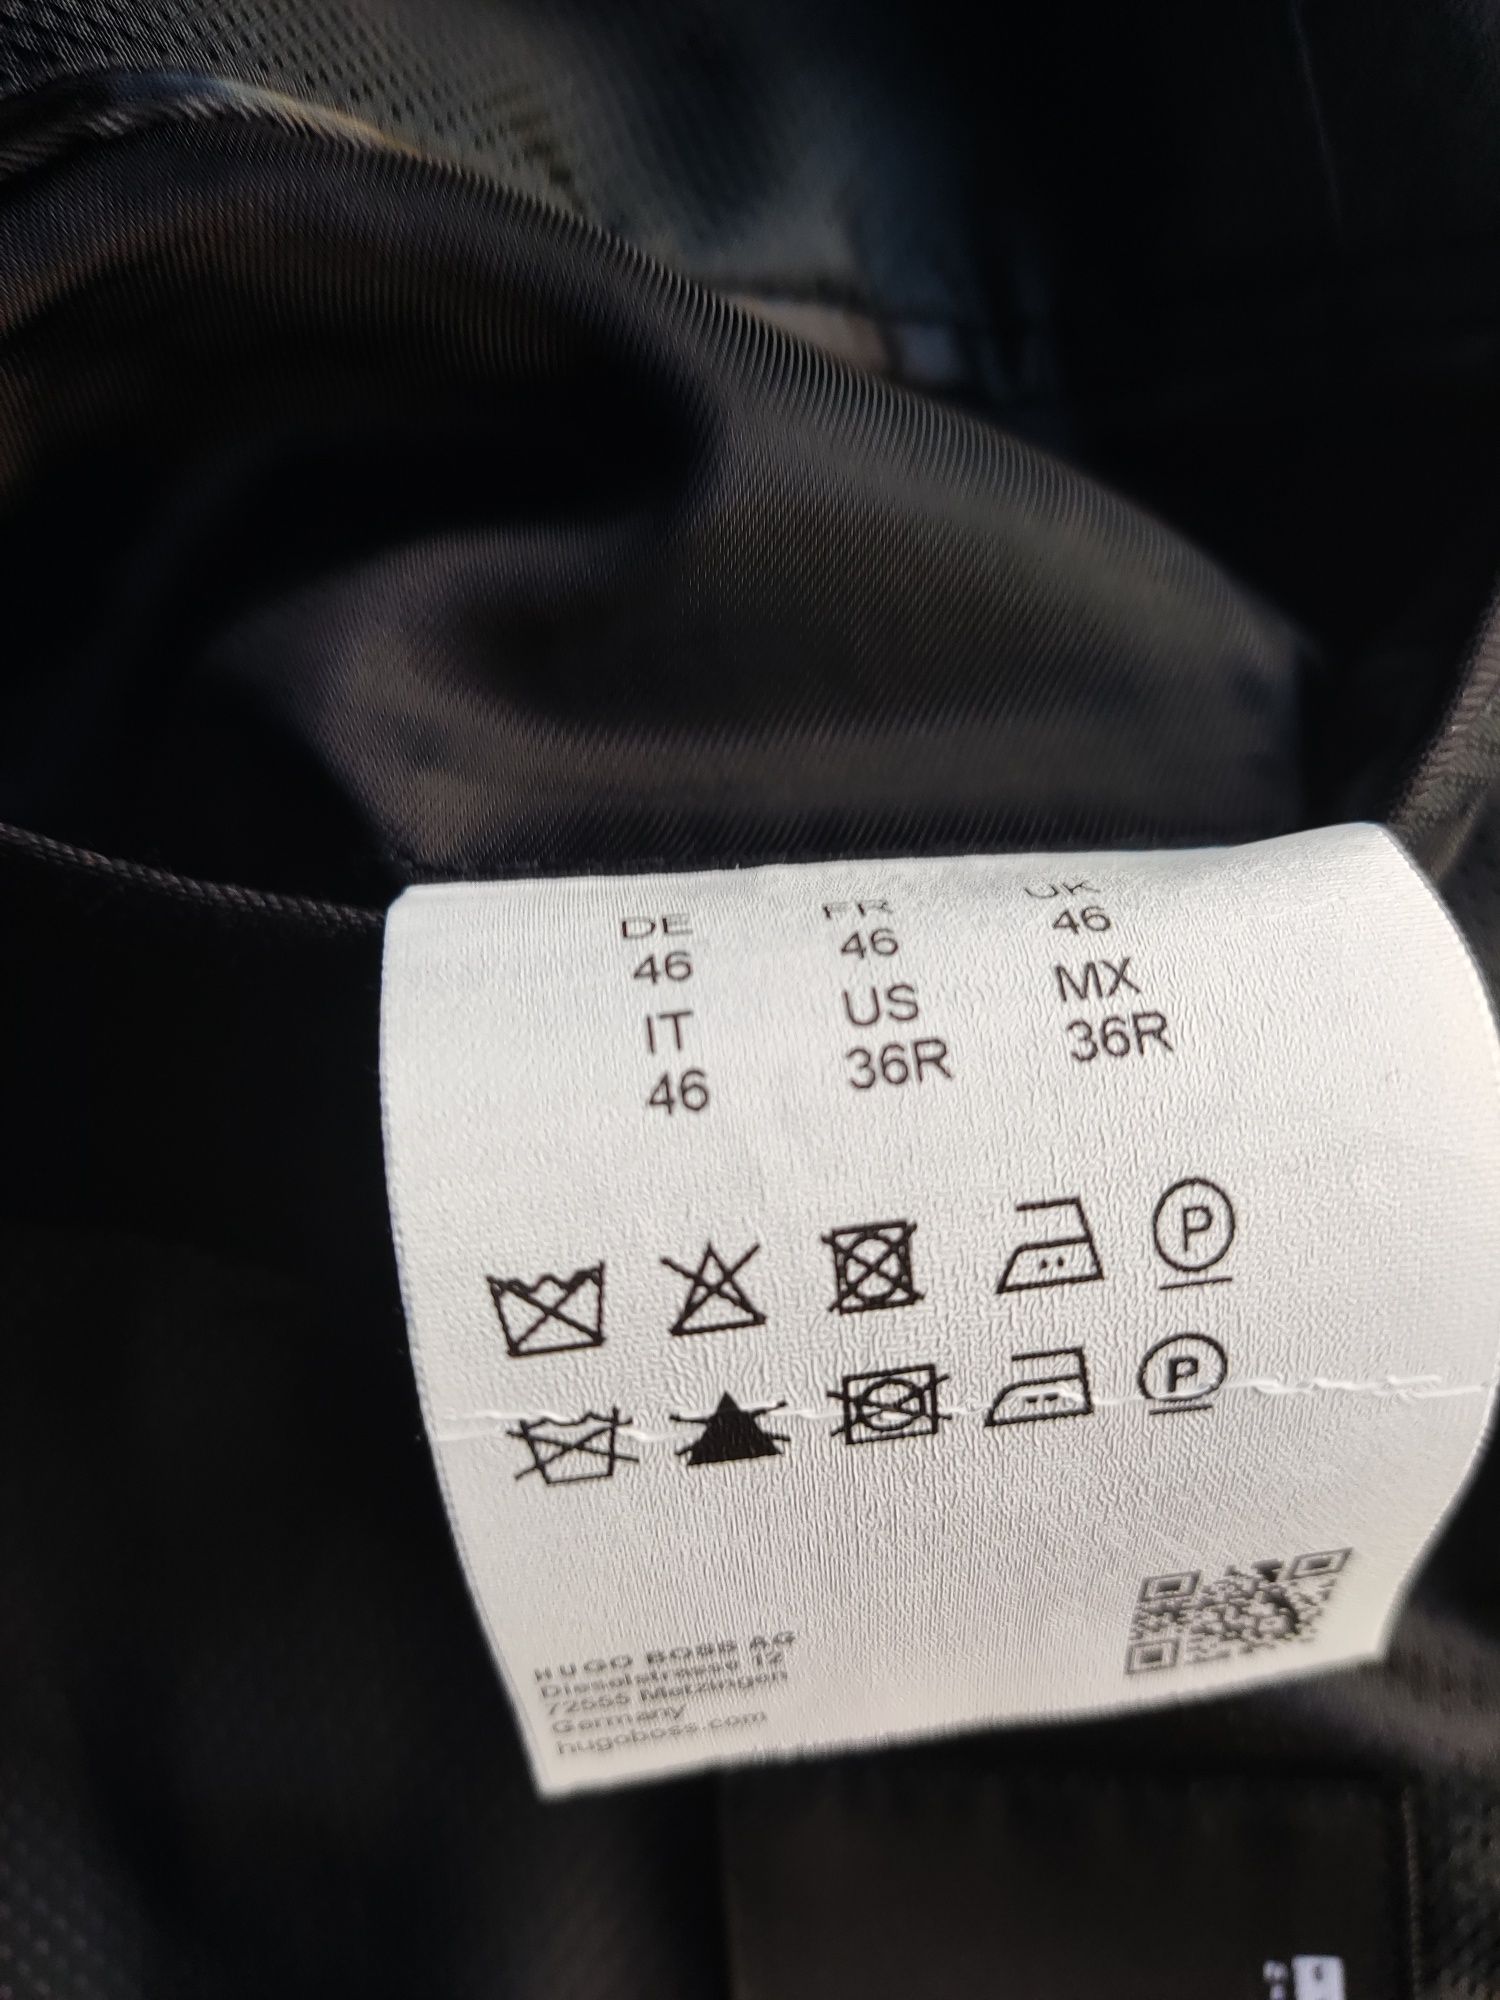 DE FR UK
46 46 46
IT US MX
46 36R 36R
P
P
HUGO BOSS AG
Dieselstrasse 12
72555 Metzingen
Germany
hugoboss.com